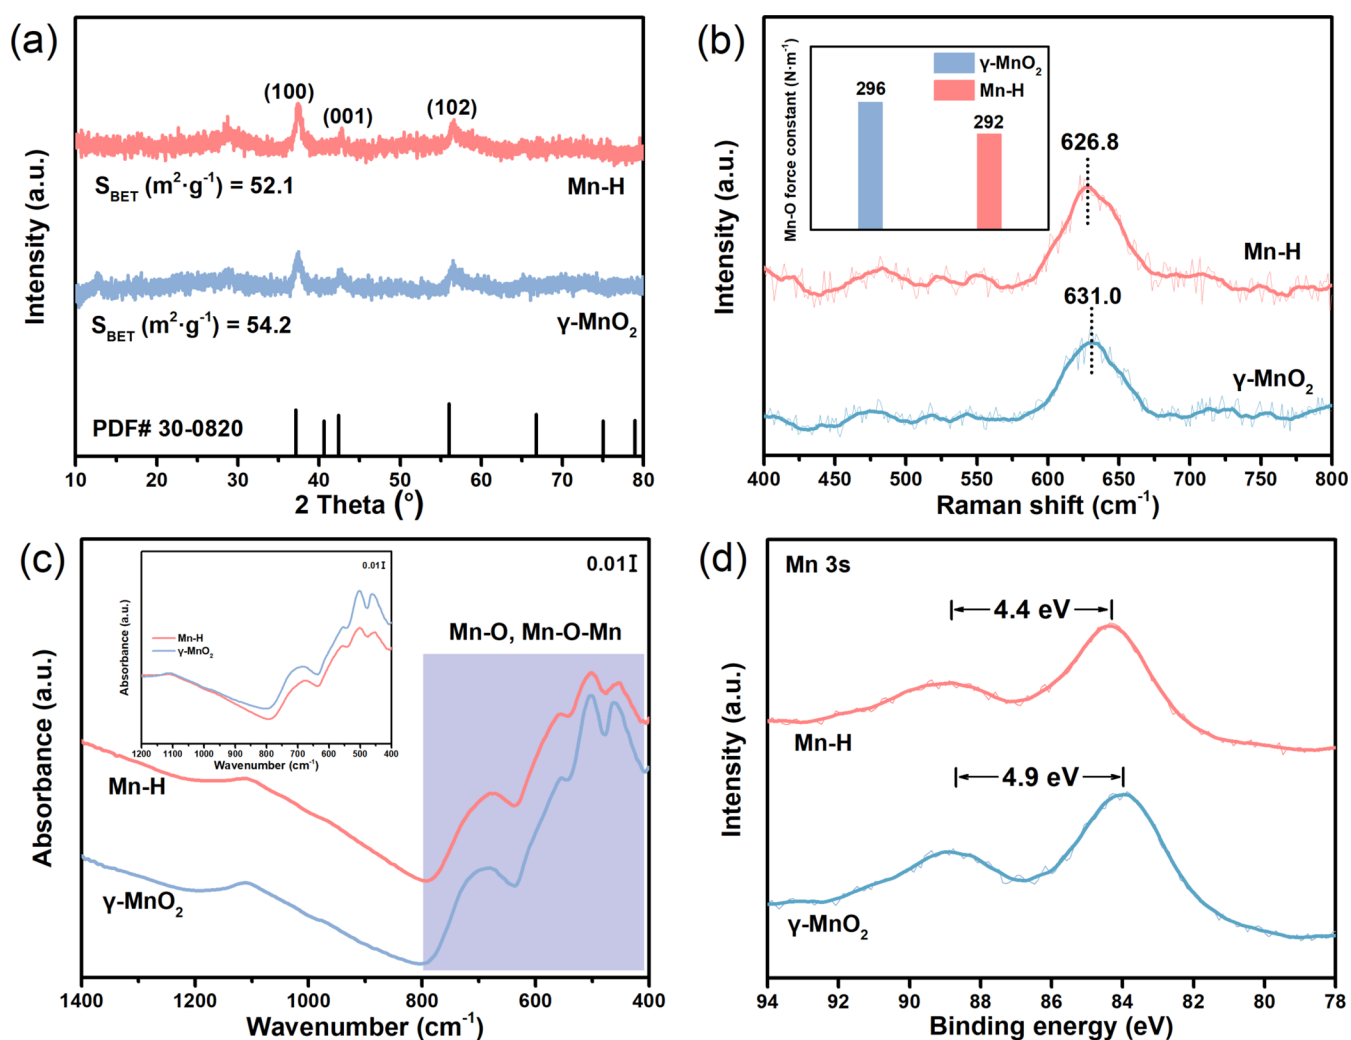 (a)
Intensity (a.u.)
(100)
(001)
(102)
S_BET (m²·g⁻¹) = 52.1
Mn-H
S_BET (m²·g⁻¹) = 54.2
γ-MnO₂
PDF# 30-0820
10 20 30 40 50 60 70 80
2 Theta (°)
(b)
Intensity (a.u.)
Mn-O force constant (N·m⁻¹)
γ-MnO₂
Mn-H
296
292
626.8
Mn-H
631.0
γ-MnO₂
400 450 500 550 600 650 700 750 800
Raman shift (cm⁻¹)
(c)
Absorbance (a.u.)
0.01
Mn-O, Mn-O-Mn
Absorbance (a.u.)
0.01
Mn-H
γ-MnO₂
1200 1100 1000 900 800 700 600 500 400
Wavenumber (cm⁻¹)
Mn-H
γ-MnO₂
1400 1200 1000 800 600 400
Wavenumber (cm⁻¹)
(d)
Intensity (a.u.)
Mn 3s
4.4 eV
Mn-H
4.9 eV
γ-MnO₂
94 92 90 88 86 84 82 80 78
Binding energy (eV)